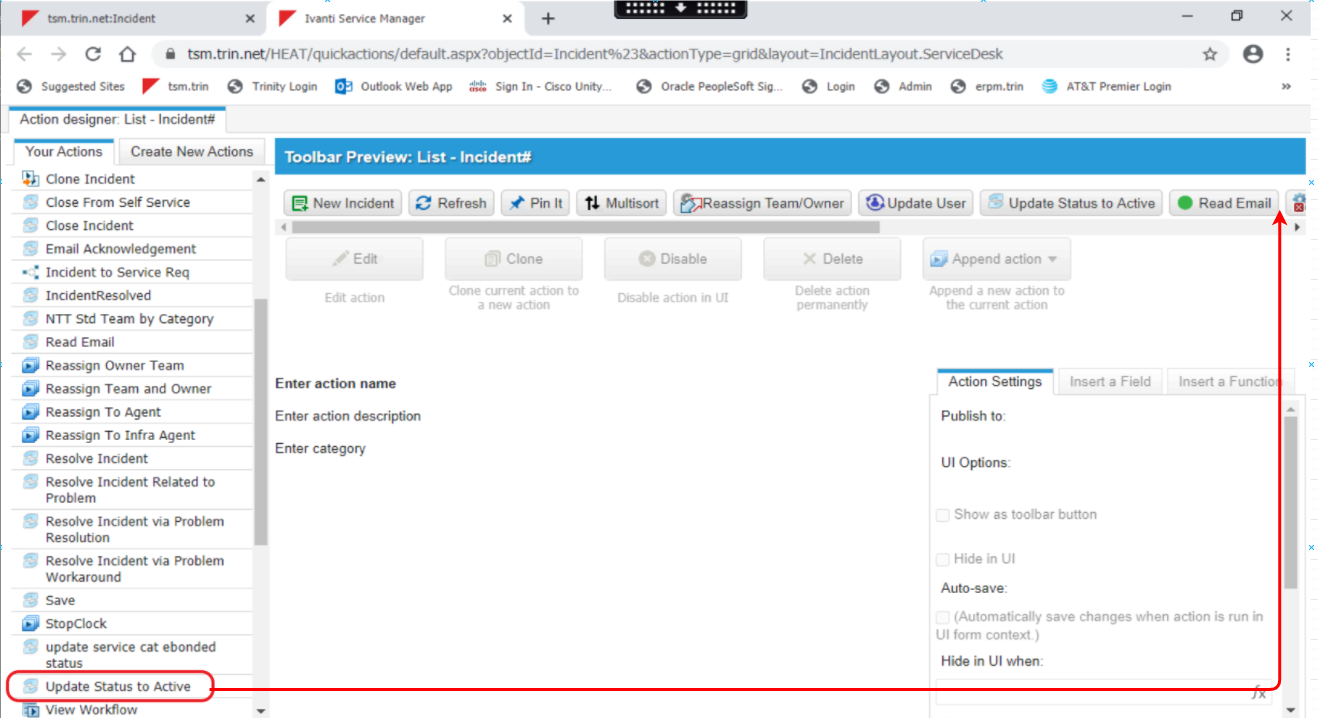 tsm.trin.net:Incident
Ivanti Service Manager
tsm.trin.net/HEAT/quickactions/default.aspx?objectId=Incident%23&actionType=grid&layout=IncidentLayout.ServiceDesk
Suggested Sites tsm.trin Trinity Login Outlook Web App Sign In - Cisco Unity... Oracle PeopleSoft Sig... Login Admin erpm.trin AT&T Premier Login »
Action designer: List - Incident#
Your Actions Create New Actions
Clone Incident
Close From Self Service
Close Incident
Email Acknowledgement
Incident to Service Req
IncidentResolved
NTT Std Team by Category
Read Email
Reassign Owner Team
Reassign Team and Owner
Reassign To Agent
Reassign To Infra Agent
Resolve Incident
Resolve Incident Related to
Problem
Resolve Incident via Problem
Resolution
Resolve Incident via Problem
Workaround
Save
StopClock
update service cat ebonded
status
Update Status to Active
View Workflow
Toolbar Preview: List - Incident#
New Incident Refresh Pin It Multisort Reassign Team/Owner Update User Update Status to Active Read Email
Edit Clone Disable Delete Append action
Edit action
Clone current action to
a new action
Disable action in UI
Delete action
permanently
Append a new action to
the current action
Enter action name
Enter action description
Enter category
Action Settings Insert a Field Insert a Function
Publish to:
UI Options:
Show as toolbar button
Hide in UI
Auto-save:
(Automatically save changes when action is run in
UI form context.)
Hide in UI when:
fx